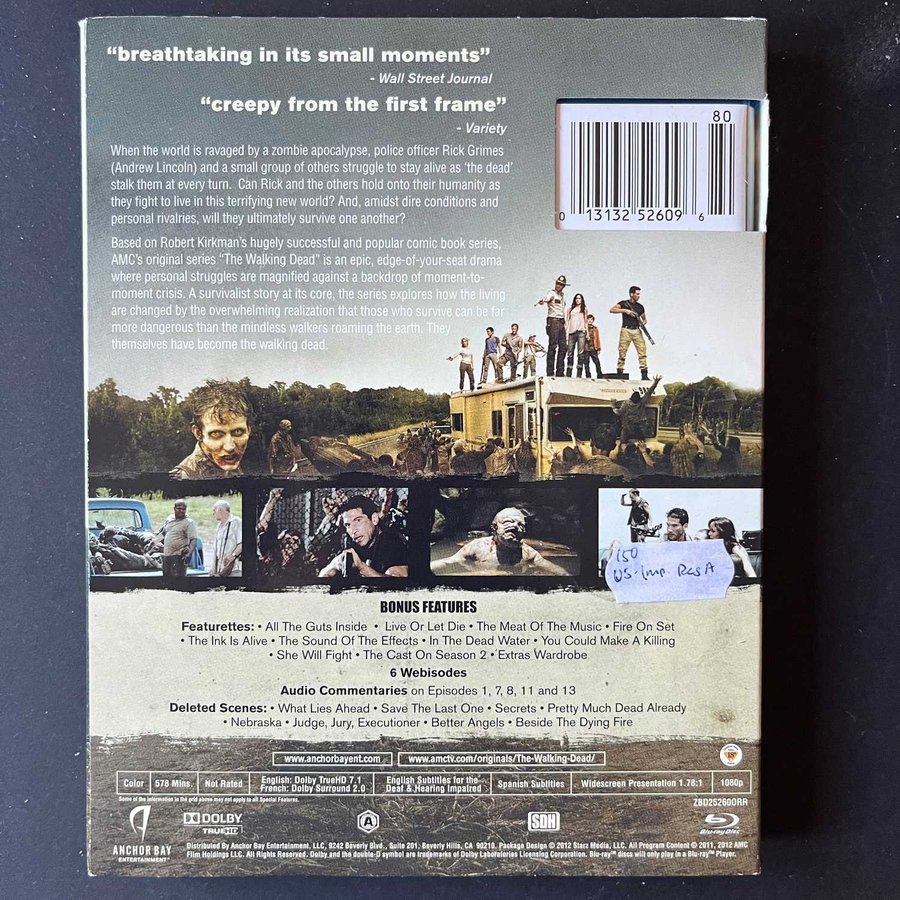 “breathtaking in its small moments”
- Wall Street Journal
“creepy from the first frame”
- Variety
80
0 13132 52609 6
When the world is ravaged by a zombie apocalypse, police officer Rick Grimes
(Andrew Lincoln) and a small group of others struggle to stay alive as ‘the dead’
stalk them at every turn. Can Rick and the others hold onto their humanity as
they fight to live in this terrifying new world? And, amidst dire conditions and
personal rivalries, will they ultimately survive one another?
Based on Robert Kirkman’s hugely successful and popular comic book series,
AMC’s original series “The Walking Dead” is an epic, edge-of-your-seat drama
where personal struggles are magnified against a backdrop of moment-to-
moment crisis. A survivalist story at its core, the series explores how the living
are changed by the overwhelming realization that those who survive can be far
more dangerous than the mindless walkers roaming the earth. They
themselves have become the walking dead.
150
US-Imp. Reg A
BONUS FEATURES
Featurettes: • All The Guts Inside • Live Or Let Die • The Meat Of The Music • Fire On Set
• The Ink Is Alive • The Sound Of The Effects • In The Dead Water • You Could Make A Killing
• She Will Fight • The Cast On Season 2 • Extras Wardrobe
6 Webisodes
Audio Commentaries on Episodes 1, 7, 8, 11 and 13
Deleted Scenes: • What Lies Ahead • Save The Last One • Secrets • Pretty Much Dead Already
• Nebraska • Judge, Jury, Executioner • Better Angels • Beside The Dying Fire
www.anchorbayent.com www.amctv.com/originals/The-Walking-Dead/
Color 578 Mins. Not Rated English: Dolby TrueHD 7.1 French: Dolby Surround 2.0 English Subtitles for the Deaf & Hearing Impaired Spanish Subtitles Widescreen Presentation 1.78:1 1080p
Some of the information in the grid above may not apply to all Special Features.
ZBD252600RR
ANCHOR BAY
ENTERTAINMENT
DOLBY
TRUEHD
A
SDH
Blu-ray Disc
Distributed By Anchor Bay Entertainment, LLC, 9242 Beverly Blvd., Suite 201, Beverly Hills, CA 90210. Package Design © 2012 Starz Media, LLC. All Program Content © 2011, 2012 AMC
Film Holdings LLC. All Rights Reserved. Dolby and the double-D symbol are trademarks of Dolby Laboratories Licensing Corporation. Blu-ray™ discs will only play in a Blu-ray™ Player.